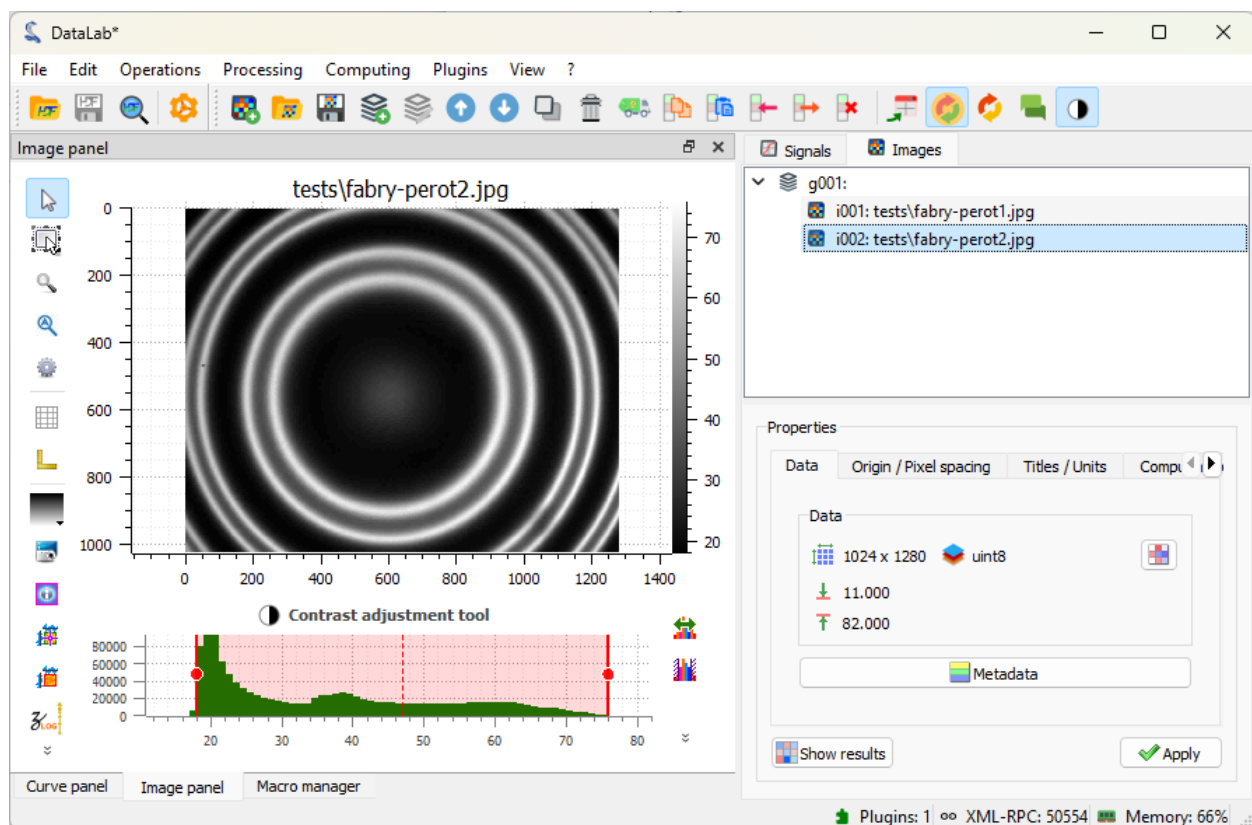 DataLab*
File Edit Operations Processing Computing Plugins View ?
Image panel
Signals Images
g001:
i001: tests\fabry-perot1.jpg
i002: tests\fabry-perot2.jpg
tests\fabry-perot2.jpg
0
200
400
600
800
1000
0 200 400 600 800 1000 1200 1400
70
60
50
40
30
20
Contrast adjustment tool
80000
60000
40000
20000
0
20 30 40 50 60 70 80
LOG
Properties
Data Origin / Pixel spacing Titles / Units
Data
1024 x 1280 uint8
11.000
82.000
Metadata
Show results Apply
Curve panel Image panel Macro manager
Plugins: 1 XML-RPC: 50554 Memory: 66%